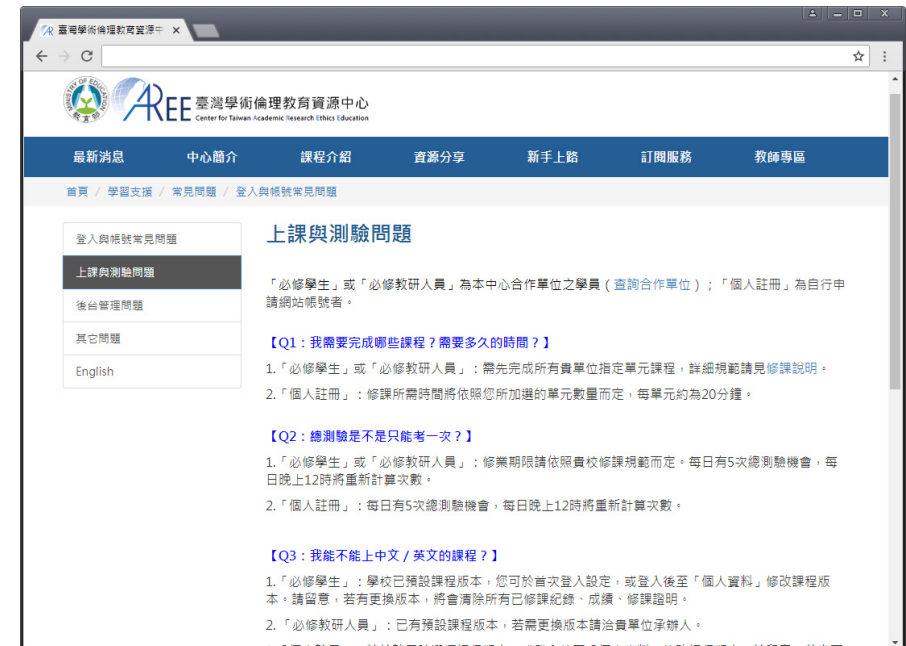 臺灣學術倫理教育資源中
AREE 臺灣學術倫理教育資源中心
Center for Taiwan Academic Research Ethics Education
最新消息 中心簡介 課程介紹 資源分享 新手上路 訂閱服務 教師專區
首頁 / 學習支援 / 常見問題 / 登入與帳號常見問題
登入與帳號常見問題
上課與測驗問題
後台管理問題
其它問題
English
上課與測驗問題
「必修學生」或「必修教研人員」為本中心合作單位之學員(查詢合作單位);「個人註冊」為自行申
請網站帳號者。
【Q1:我需要完成哪些課程?需要多久的時間?】
1.「必修學生」或「必修教研人員」:需先完成所有貴單位指定單元課程,詳細規範請見修課說明。
2.「個人註冊」:修課所需時間將依照您所加選的單元數量而定,每單元約為20分鐘。
【Q2:總測驗是不是只能考一次?】
1.「必修學生」或「必修教研人員」:修業期限請依照貴校修課規範而定。每日有5次總測驗機會,每
日晚上12時將重新計算次數。
2.「個人註冊」:每日有5次總測驗機會,每日晚上12時將重新計算次數。
【Q3:我能不能上中文 / 英文的課程?】
1.「必修學生」:學校已預設課程版本,您可於首次登入設定,或登入後至「個人資料」修改課程版
本。請留意,若有更換版本,將會清除所有已修課紀錄、成績、修課證明。
2.「必修教研人員」:已有預設課程版本,若需更換版本請洽貴單位承辦人。